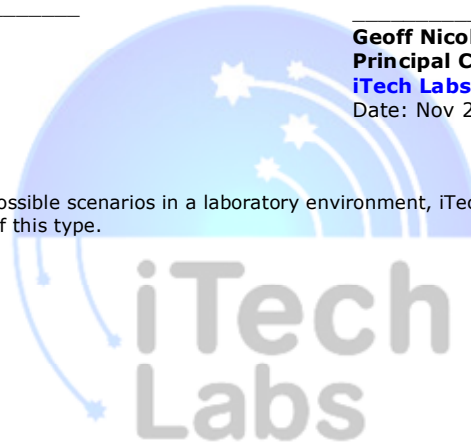 Geoff Nicol
Principal C
iTech Labs
Date: Nov 2
ossible scenarios in a laboratory environment, iTec
f this type.
iTech
Labs